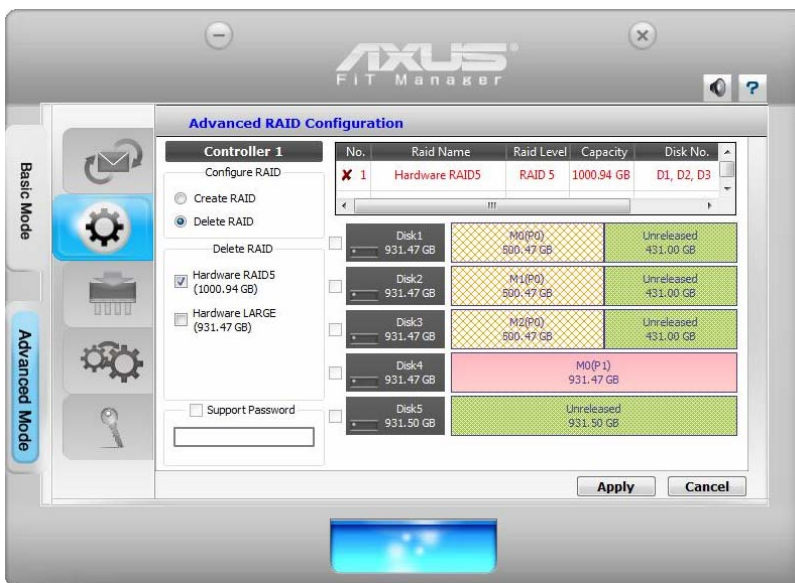 AXUS
FiT Manager
?
Basic Mode
Advanced Mode
Advanced RAID Configuration
Controller 1
Configure RAID
Create RAID
Delete RAID
Delete RAID
Hardware RAID5
(1000.94 GB)
Hardware LARGE
(931.47 GB)
Support Password
No. Raid Name Raid Level Capacity Disk No.
1 Hardware RAID5 RAID 5 1000.94 GB D1, D2, D3
Disk1 M0(P0) Unreleased
931.47 GB 500.47 GB 431.00 GB
Disk2 M1(P0) Unreleased
931.47 GB 500.47 GB 431.00 GB
Disk3 M2(P0) Unreleased
931.47 GB 500.47 GB 431.00 GB
Disk4 M0(P1)
931.47 GB 931.47 GB
Disk5 Unreleased
931.50 GB 931.50 GB
Apply Cancel